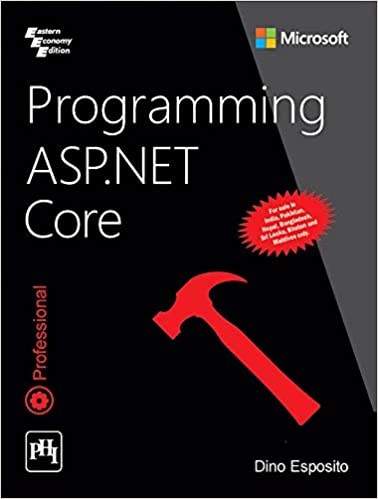 Eastern
Economy
Edition
Microsoft
Programming
ASP.NET
Core
For sale in
India, Pakistan,
Nepal, Bangladesh,
Sri Lanka, Bhutan and
Maldives only.
Professional
PHI
Dino Esposito